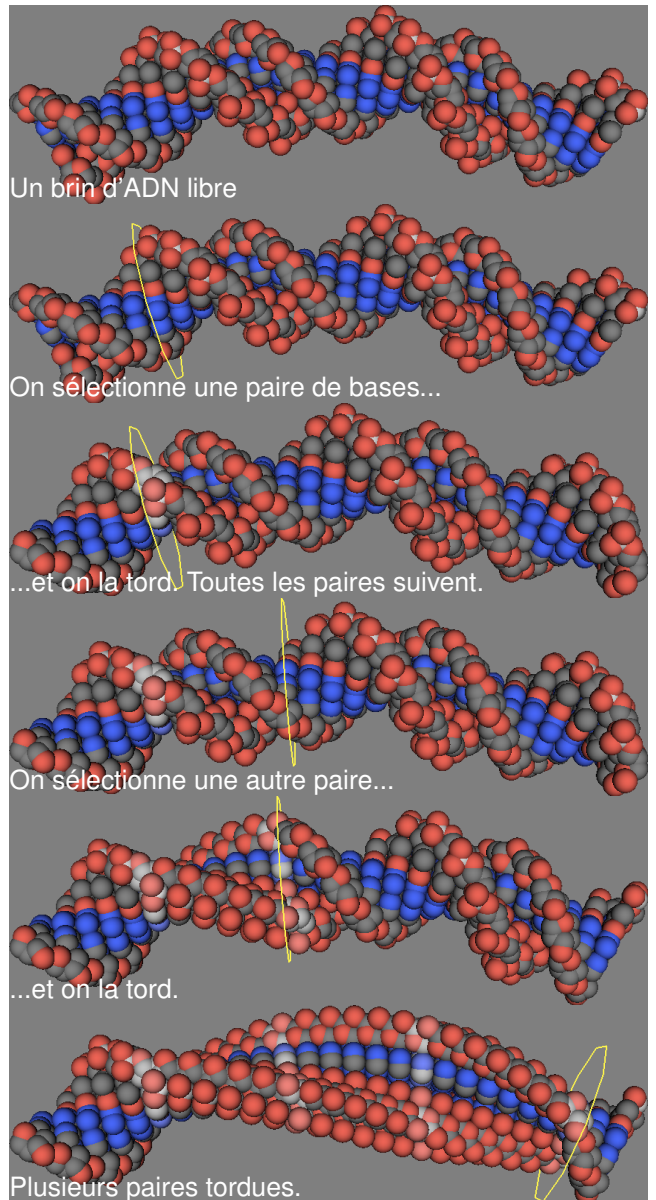 Un brin d'ADN libre
On sélectionne une paire de bases...
...et on la tord. Toutes les paires suivent.
On sélectionne une autre paire...
...et on la tord.
Plusieurs paires tordues.